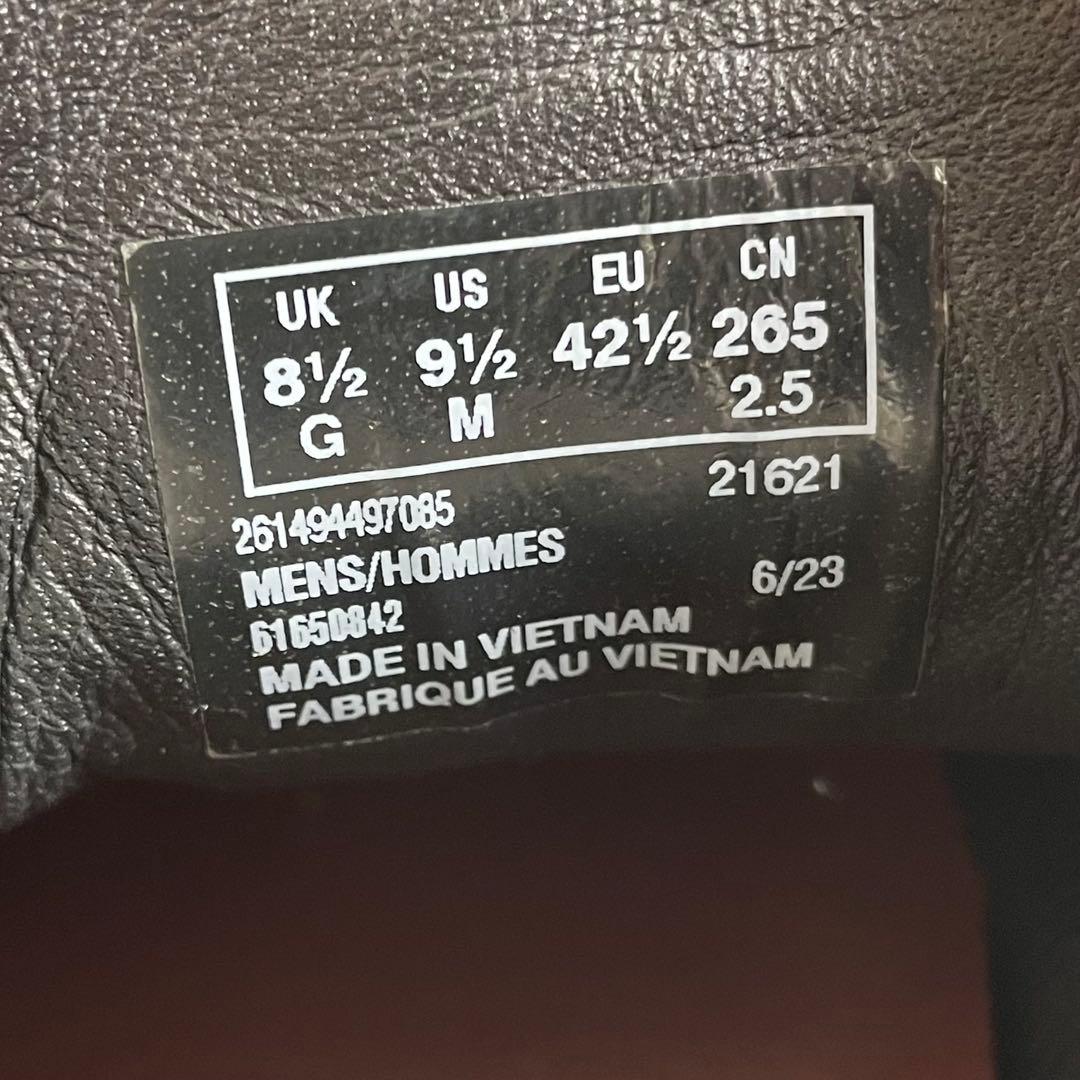 UK US EU CN
8½ 9½ 42½ 265
G M 2.5
21621
261494497085
MENS/HOMMES
6/23
61650842
MADE IN VIETNAM
FABRIQUE AU VIETNAM